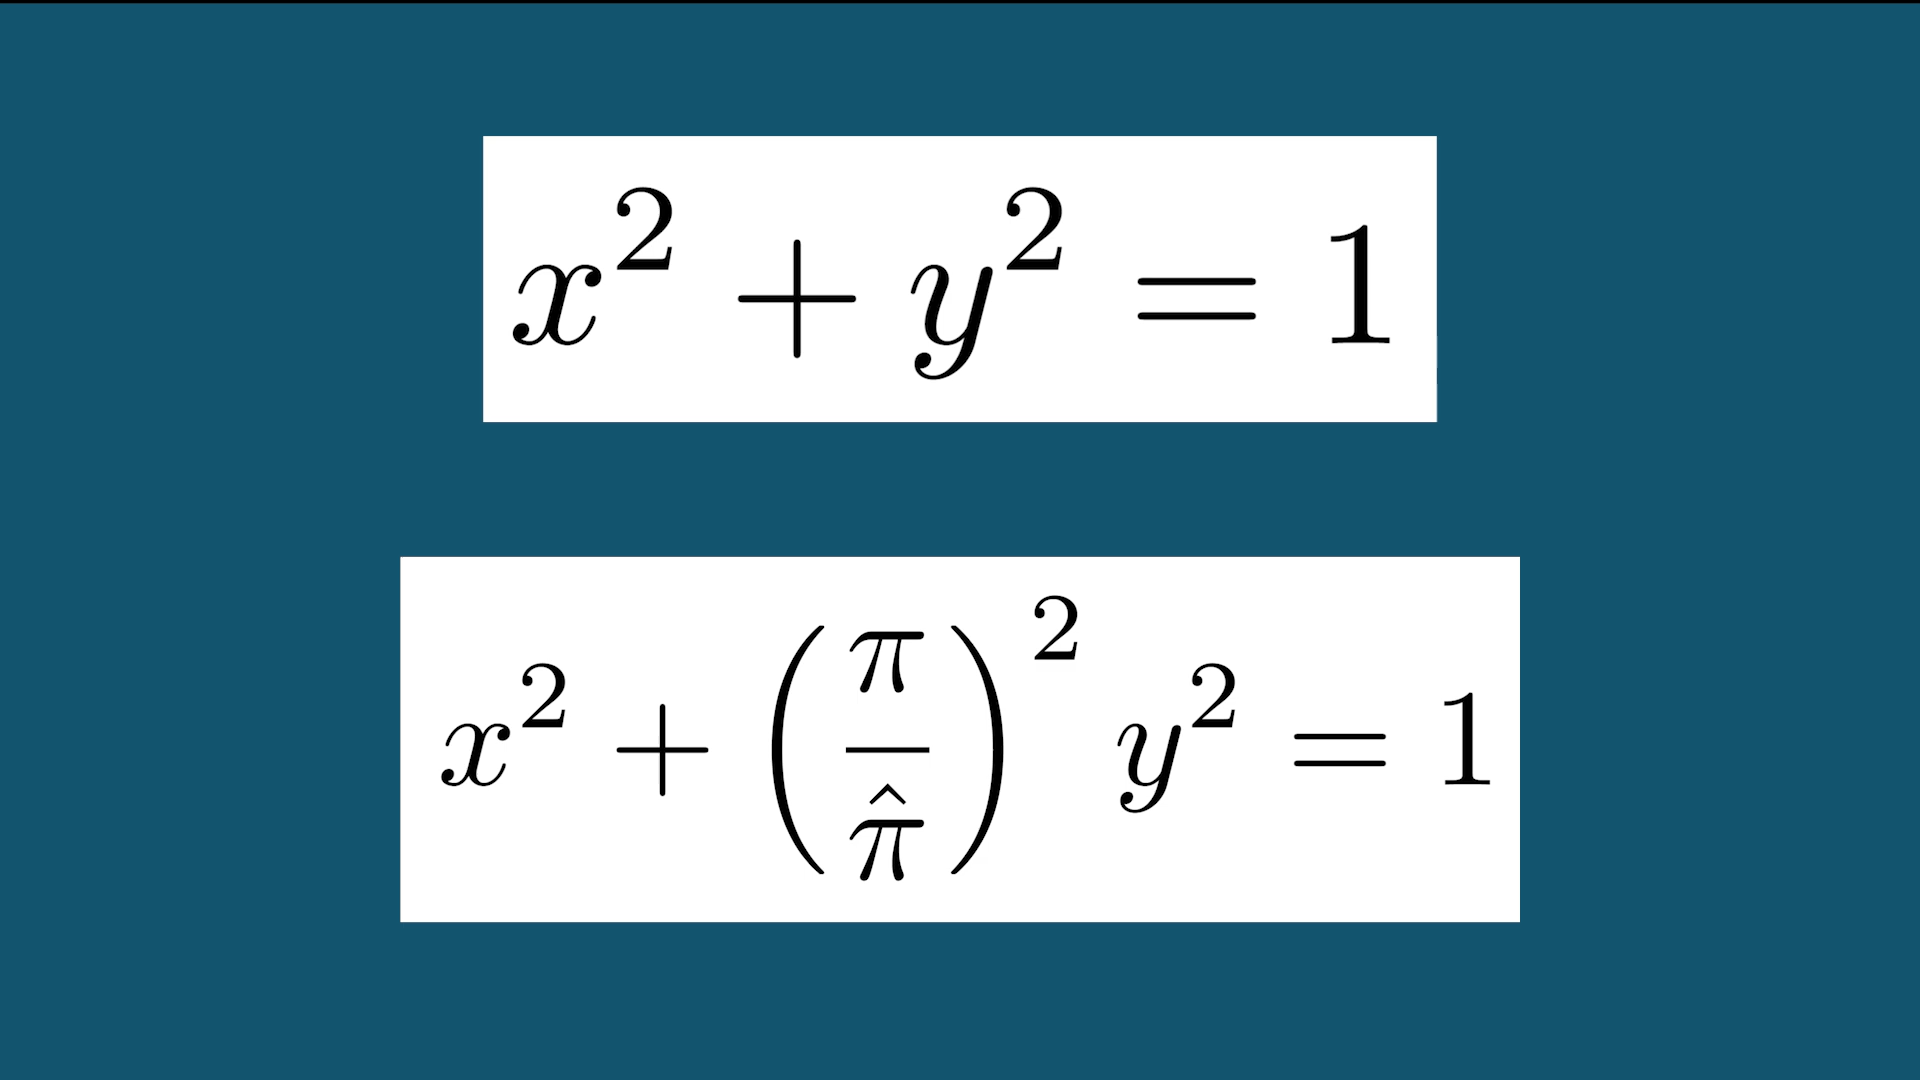 x² + y² = 1
x² + (π/π̂)² y² = 1